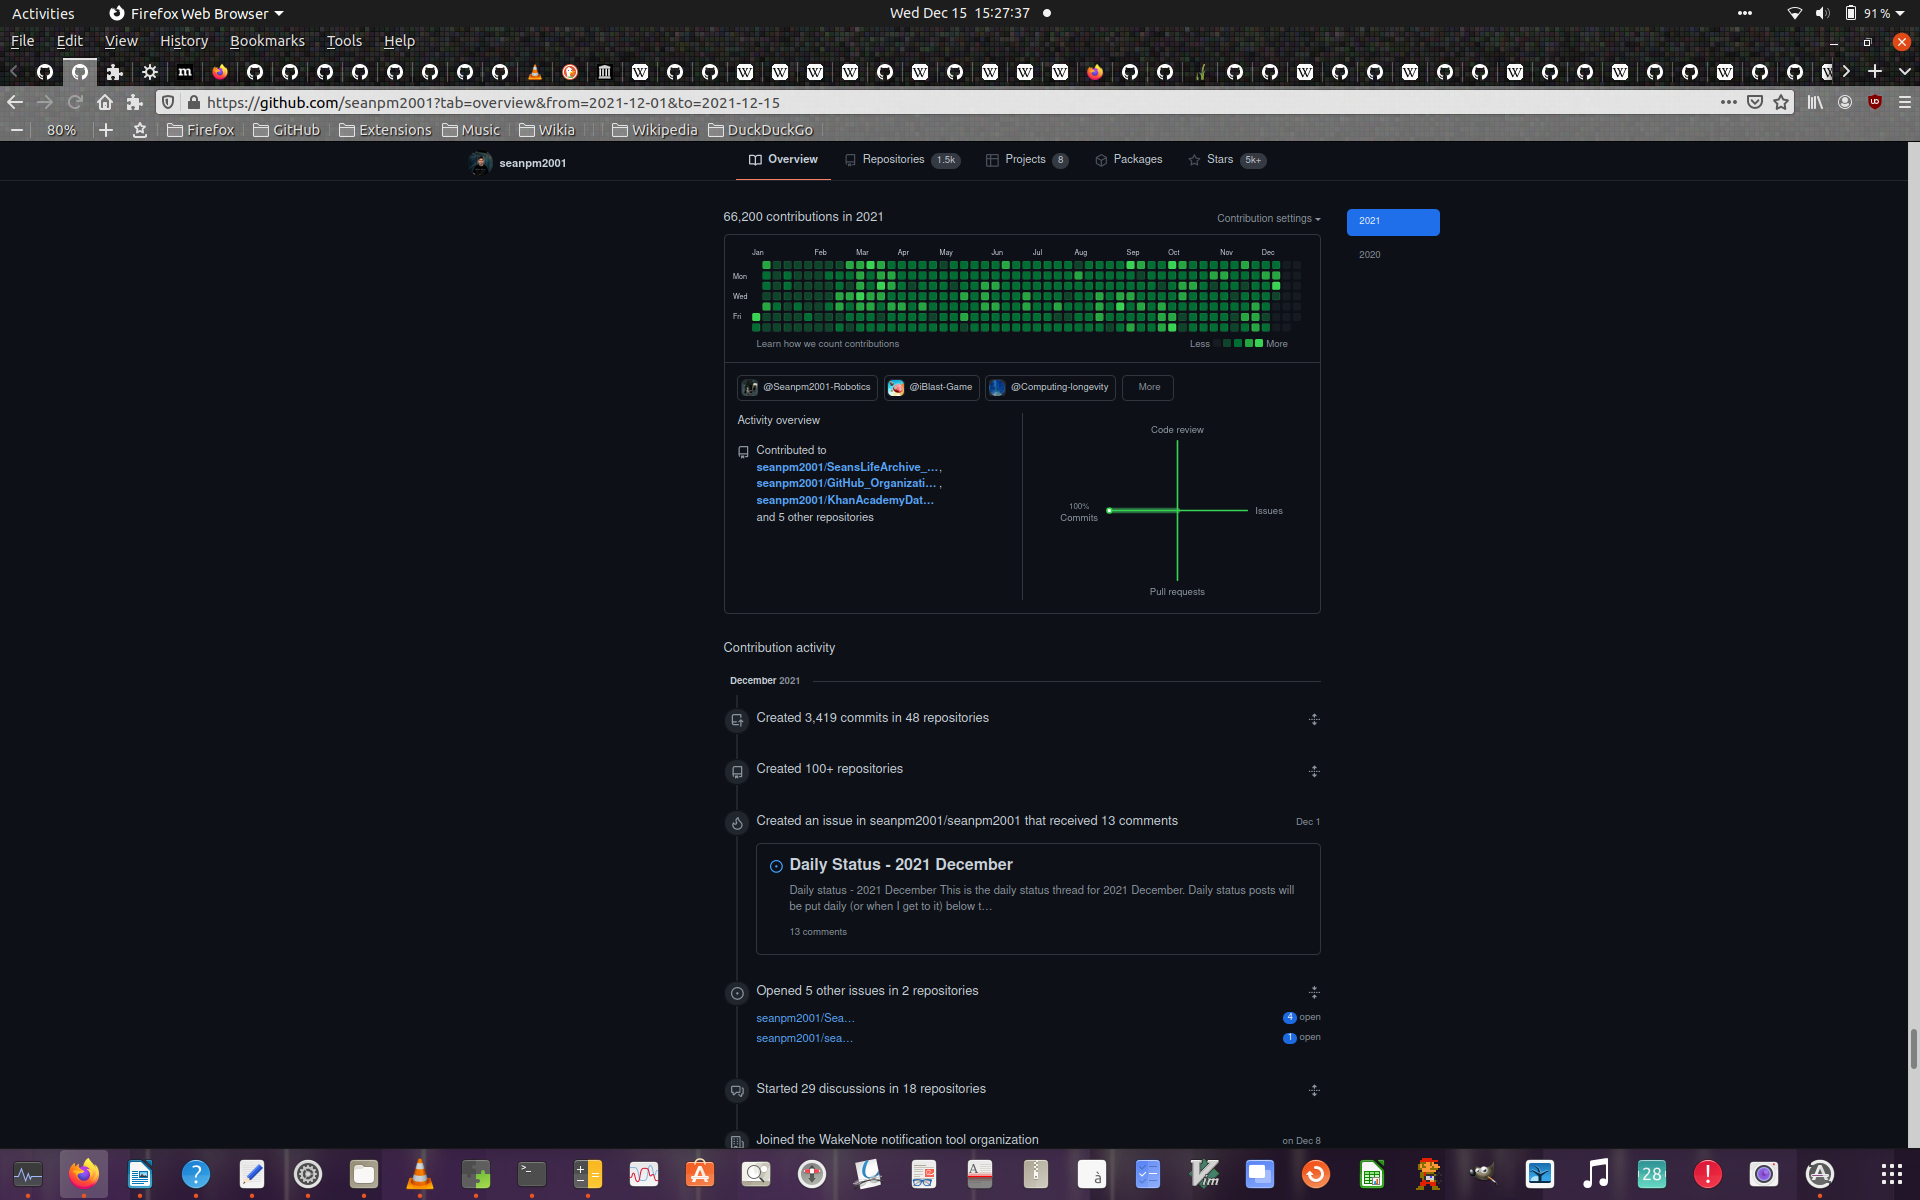 Activities
Firefox Web Browser
Wed Dec 15 15:27:37
91 %
File Edit View History Bookmarks Tools Help
https://github.com/seanpm2001?tab=overview&from=2021-12-01&to=2021-12-15
80%
Firefox
GitHub
Extensions
Music
Wikia
Wikipedia
DuckDuckGo
seanpm2001
Overview
Repositories 1.5k
Projects 8
Packages
Stars 5k+
66,200 contributions in 2021
Contribution settings
2021
2020
Jan Feb Mar Apr May Jun Jul Aug Sep Oct Nov Dec
Mon
Wed
Fri
Learn how we count contributions
Less
More
@Seanpm2001-Robotics
@iBlast-Game
@Computing-longevity
More
Activity overview
Contributed to
seanpm2001/SeansLifeArchive_…,
seanpm2001/GitHub_Organizati… ,
seanpm2001/KhanAcademyDat…
and 5 other repositories
Code review
100%
Commits
Issues
Pull requests
Contribution activity
December 2021
Created 3,419 commits in 48 repositories
Created 100+ repositories
Created an issue in seanpm2001/seanpm2001 that received 13 comments
Dec 1
Daily Status - 2021 December
Daily status - 2021 December This is the daily status thread for 2021 December. Daily status posts will
be put daily (or when I get to it) below t…
13 comments
Opened 5 other issues in 2 repositories
seanpm2001/Sea…
4 open
seanpm2001/sea…
1 open
Started 29 discussions in 18 repositories
Joined the WakeNote notification tool organization
on Dec 8
28